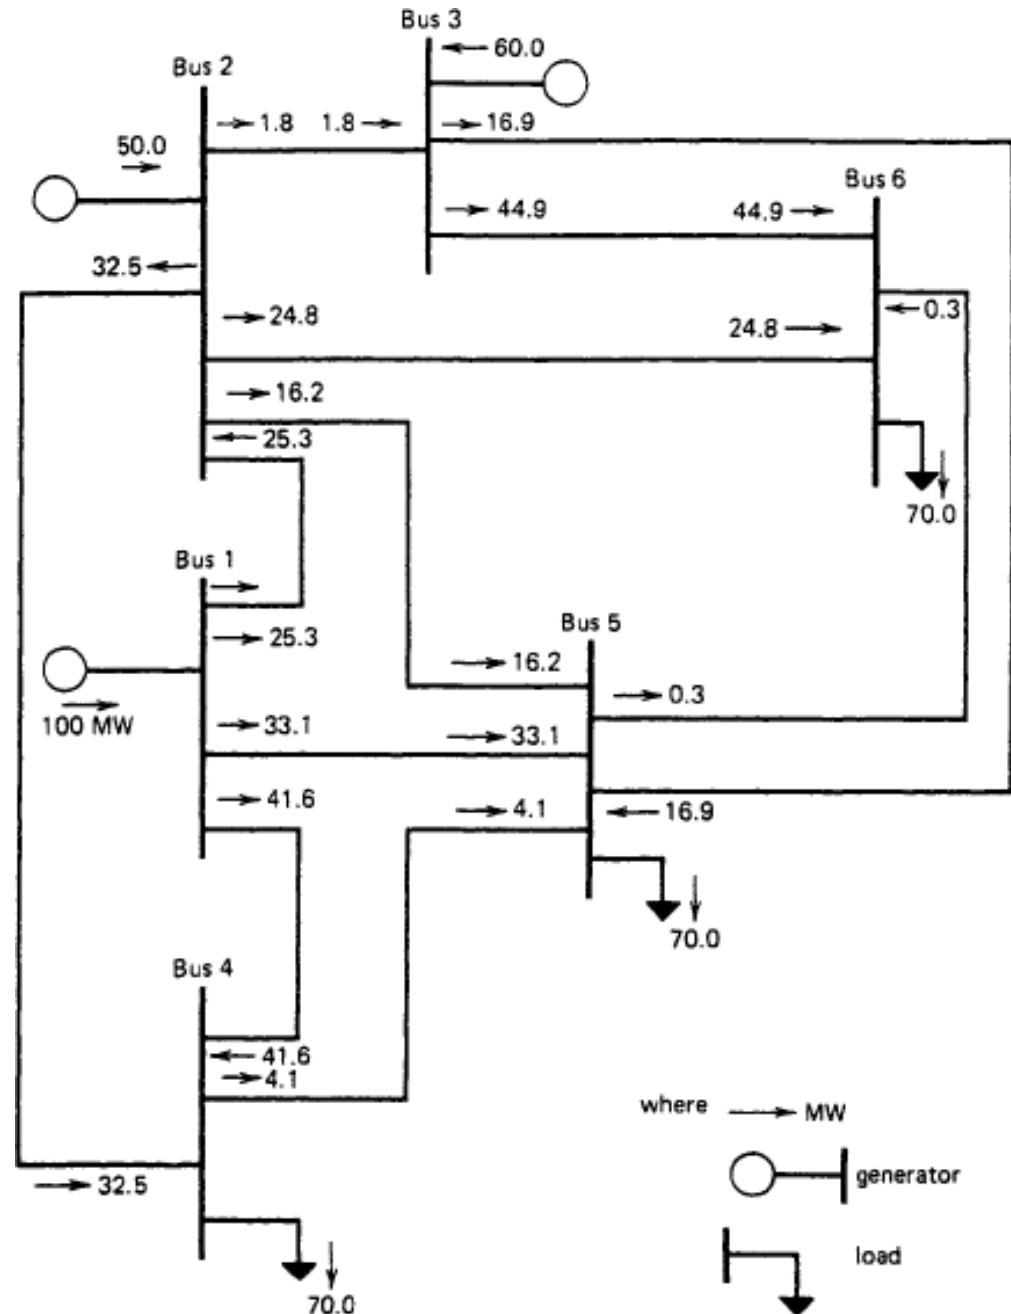 Bus 3
60.0
Bus 2
1.8 1.8 16.9
50.0
Bus 6
44.9 44.9
32.5
24.8 24.8 0.3
16.2
25.3
70.0
Bus 1
25.3
Bus 5
16.2
0.3
100 MW
33.1 33.1
41.6 4.1 16.9
70.0
Bus 4
41.6
4.1
where MW
32.5
generator
load
70.0